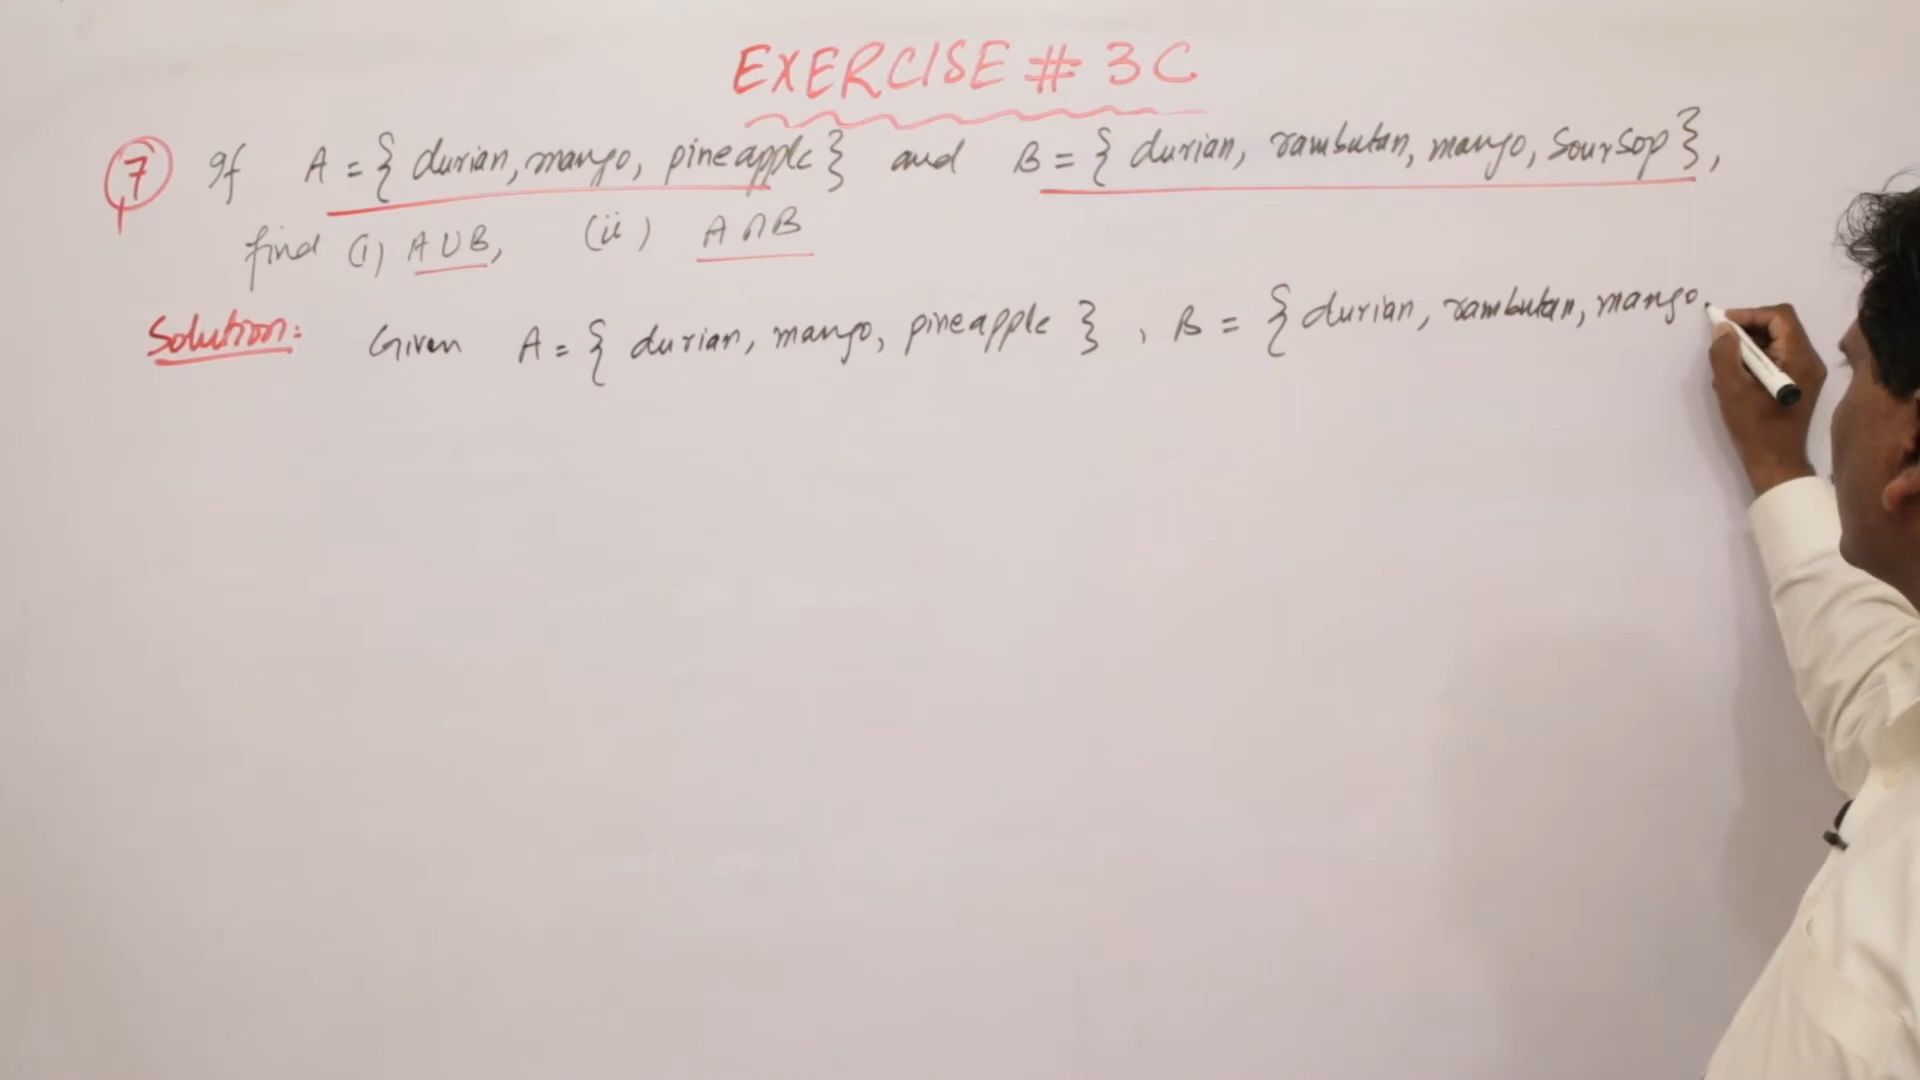 EXERCISE # 3C
7 If A = { durian, mango, pineapple } and B = { durian, rambutan, mango, SourSop },
find (i) A∪B, (ii) A∩B
Solution: Given A = { durian, mango, pineapple } , B = { durian, rambutan, mango,